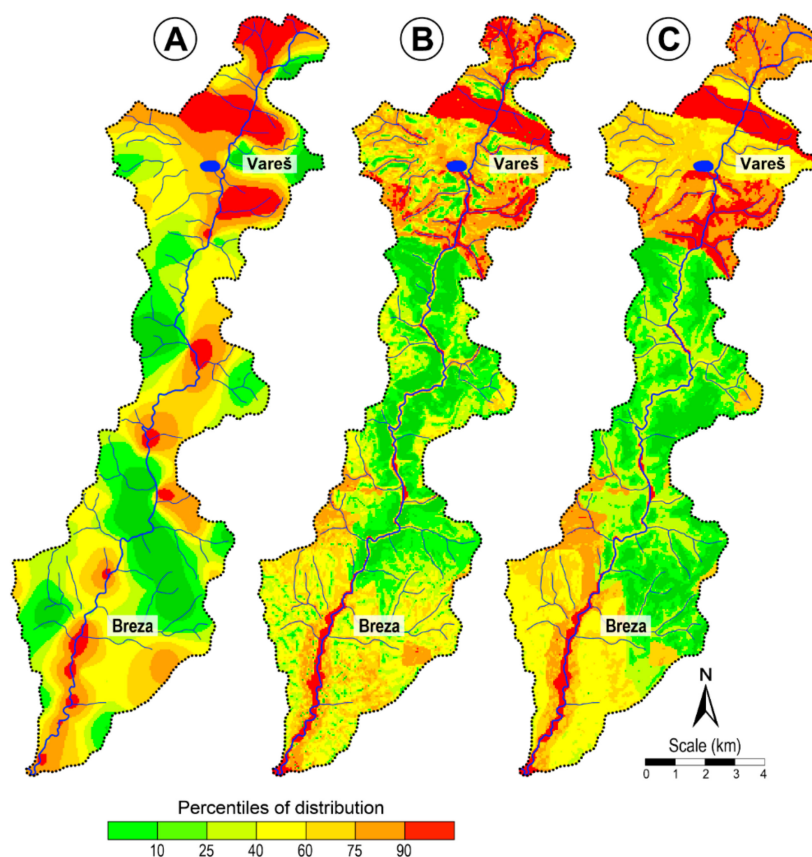 A B C
Vareš Vareš Vareš
Breza Breza Breza
N
Scale (km)
0 1 2 3 4
Percentiles of distribution
10 25 40 60 75 90